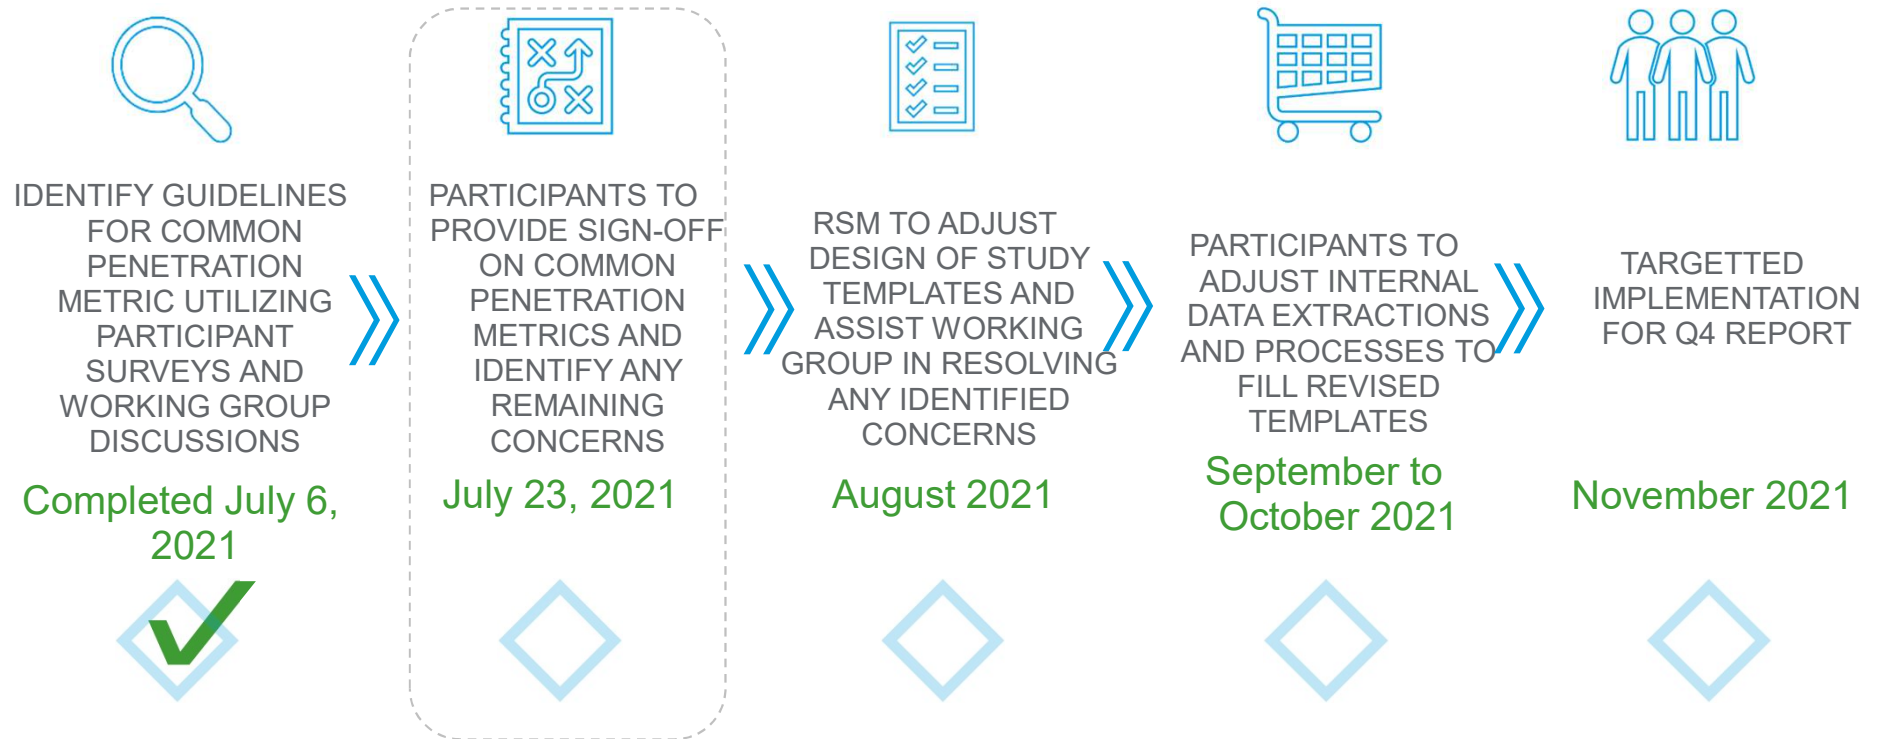 IDENTIFY GUIDELINES
FOR COMMON
PENETRATION
METRIC UTILIZING
PARTICIPANT
SURVEYS AND
WORKING GROUP
DISCUSSIONS
Completed July 6,
2021
PARTICIPANTS TO
PROVIDE SIGN-OFF
ON COMMON
PENETRATION
METRICS AND
IDENTIFY ANY
REMAINING
CONCERNS
July 23, 2021
RSM TO ADJUST
DESIGN OF STUDY
TEMPLATES AND
ASSIST WORKING
GROUP IN RESOLVING
ANY IDENTIFIED
CONCERNS
August 2021
PARTICIPANTS TO
ADJUST INTERNAL
DATA EXTRACTIONS
AND PROCESSES TO
FILL REVISED
TEMPLATES
September to
October 2021
TARGETTED
IMPLEMENTATION
FOR Q4 REPORT
November 2021